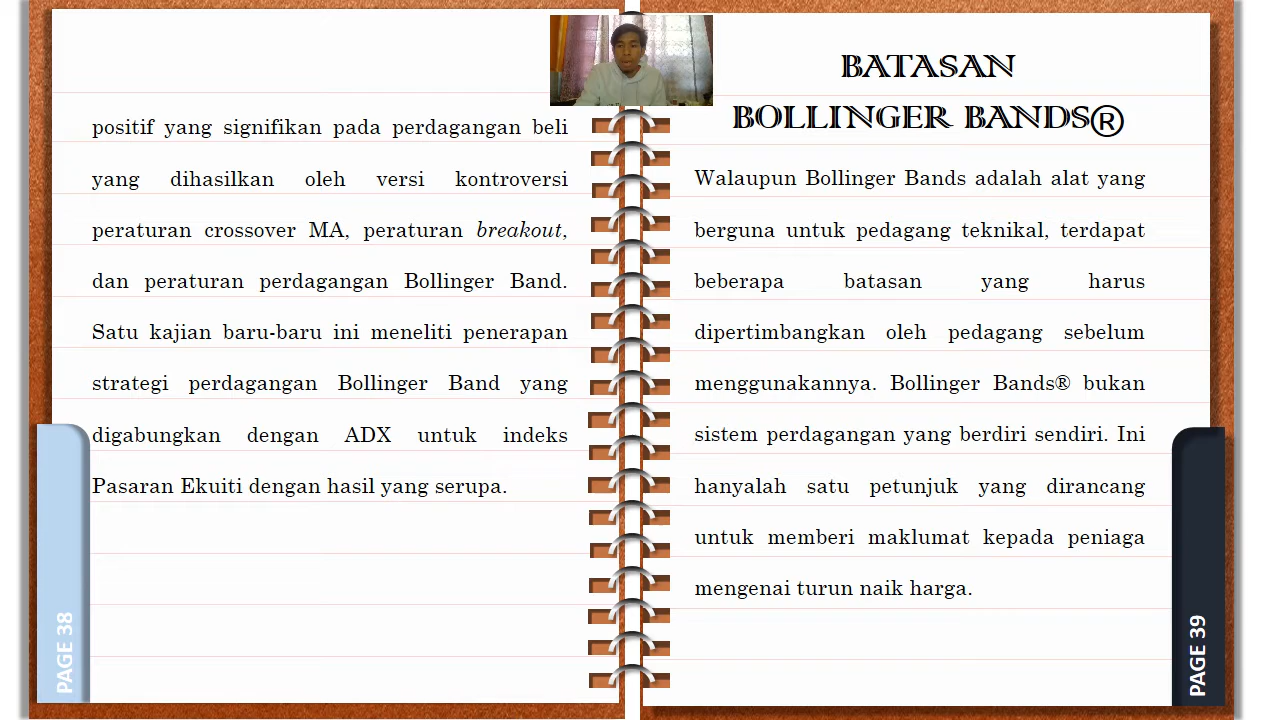 positif yang signifikan pada perdagangan beli
yang dihasilkan oleh versi kontroversi
peraturan crossover MA, peraturan breakout,
dan peraturan perdagangan Bollinger Band.
Satu kajian baru-baru ini meneliti penerapan
strategi perdagangan Bollinger Band yang
digabungkan dengan ADX untuk indeks
Pasaran Ekuiti dengan hasil yang serupa.
PAGE 38
BATASAN
BOLLINGER BANDS®
Walaupun Bollinger Bands adalah alat yang
berguna untuk pedagang teknikal, terdapat
beberapa batasan yang harus
dipertimbangkan oleh pedagang sebelum
menggunakannya. Bollinger Bands® bukan
sistem perdagangan yang berdiri sendiri. Ini
hanyalah satu petunjuk yang dirancang
untuk memberi maklumat kepada peniaga
mengenai turun naik harga.
PAGE 39